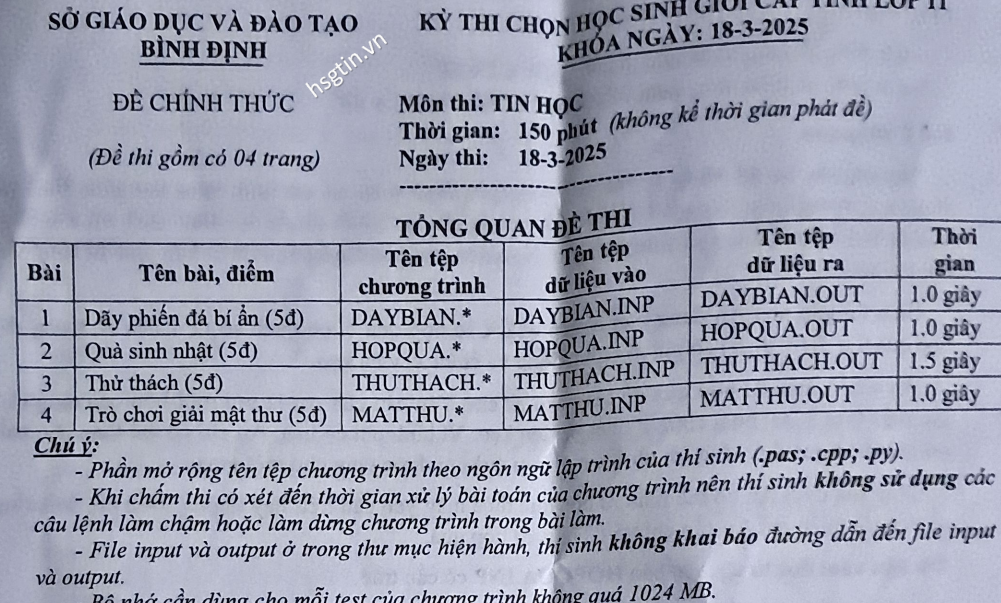 SỞ GIÁO DỤC VÀ ĐÀO TẠO
BÌNH ĐỊNH
KỲ THI CHỌN HỌC SINH GIỎI CẤP TỈNH LỚP 11
KHÓA NGÀY: 18-3-2025
hsgtin.vn
ĐỀ CHÍNH THỨC
(Đề thi gồm có 04 trang)
Môn thi: TIN HỌC
Thời gian: 150 phút (không kể thời gian phát đề)
Ngày thi: 18-3-2025
TỔNG QUAN ĐỀ THI
Bài Tên bài, điểm Tên tệp chương trình Tên tệp dữ liệu vào Tên tệp dữ liệu ra Thời gian
1 Dãy phiến đá bí ẩn (5đ) DAYBIAN.* DAYBIAN.INP DAYBIAN.OUT 1.0 giây
2 Quà sinh nhật (5đ) HOPQUA.* HOPQUA.INP HOPQUA.OUT 1.0 giây
3 Thử thách (5đ) THUTHACH.* THUTHACH.INP THUTHACH.OUT 1.5 giây
4 Trò chơi giải mật thư (5đ) MATTHU.* MATTHU.INP MATTHU.OUT 1.0 giây
Chú ý:
- Phần mở rộng tên tệp chương trình theo ngôn ngữ lập trình của thí sinh (.pas; .cpp; .py).
- Khi chấm thi có xét đến thời gian xử lý bài toán của chương trình nên thí sinh không sử dụng các
câu lệnh làm chậm hoặc làm dừng chương trình trong bài làm.
- File input và output ở trong thư mục hiện hành, thí sinh không khai báo đường dẫn đến file input
và output.
Bộ nhớ cần dùng cho mỗi test của chương trình không quá 1024 MB.